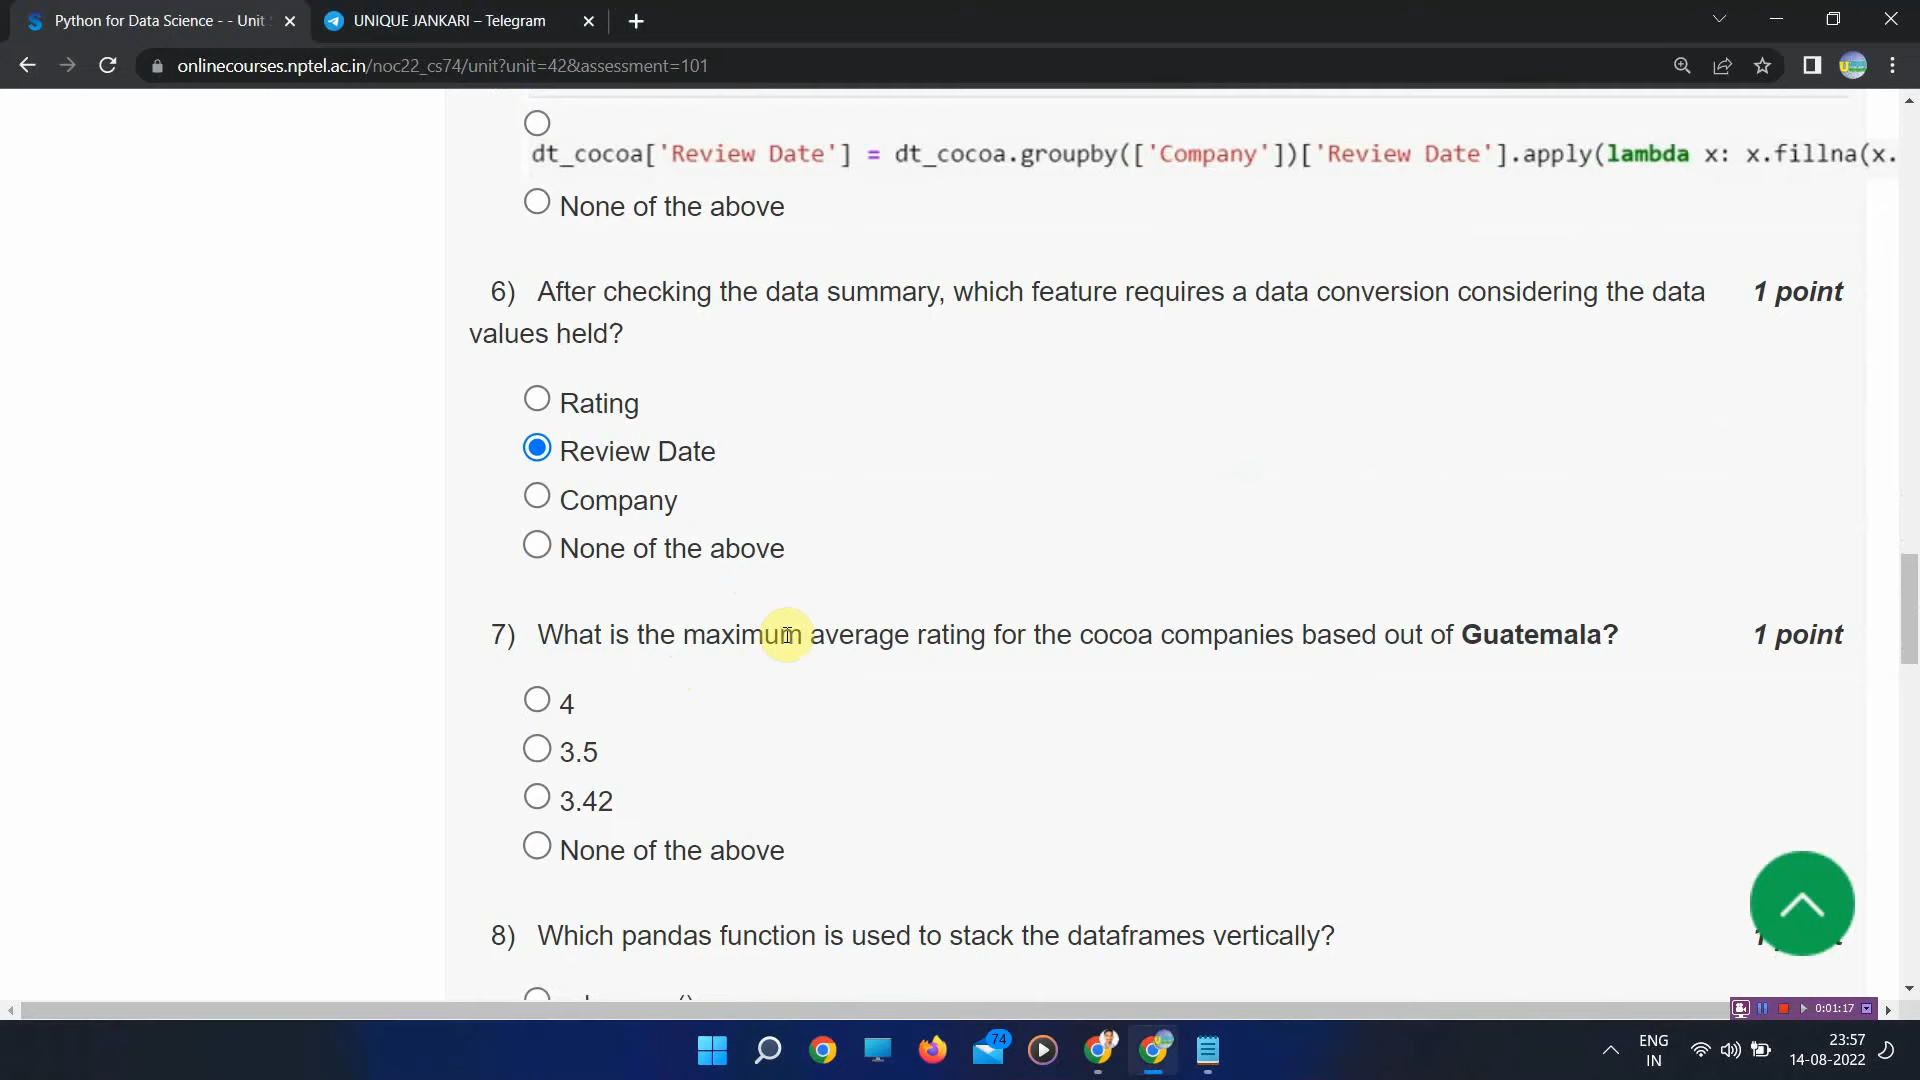 Python for Data Science - - Unit
UNIQUE JANKARI – Telegram
onlinecourses.nptel.ac.in/noc22_cs74/unit?unit=42&assessment=101
dt_cocoa['Review Date'] = dt_cocoa.groupby(['Company'])['Review Date'].apply(lambda x: x.fillna(x.
None of the above
6) After checking the data summary, which feature requires a data conversion considering the data 1 point
values held?
Rating
Review Date
Company
None of the above
7) What is the maximum average rating for the cocoa companies based out of Guatemala? 1 point
4
3.5
3.42
None of the above
8) Which pandas function is used to stack the dataframes vertically?
0:01:17
74
ENG
IN
23:57
14-08-2022